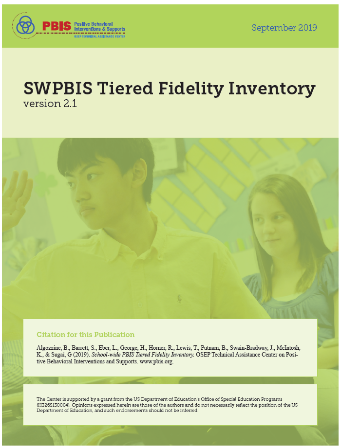 PBIS Positive Behavioral
Interventions & Supports
September 2019
SWPBIS Tiered Fidelity Inventory
version 2.1
Citation for this Publication
Algozzine, B., Barrett, S., Eber, L., George, H., Horner, R., Lewis, T., Putnam, B., Swain-Bradway, J., McIntosh,
K., & Sugai, G (2019). School-wide PBIS Tiered Fidelity Inventory. OSEP Technical Assistance Center on Posi-
tive Behavioral Interventions and Supports. www.pbis.org.
The Center is supported by a grant from the US Department of Education's Office of Special Education Programs
Opinions expressed herein are those of the authors and do not necessarily reflect the position of the US
Department of Education, and such endorsements should not be inferred.